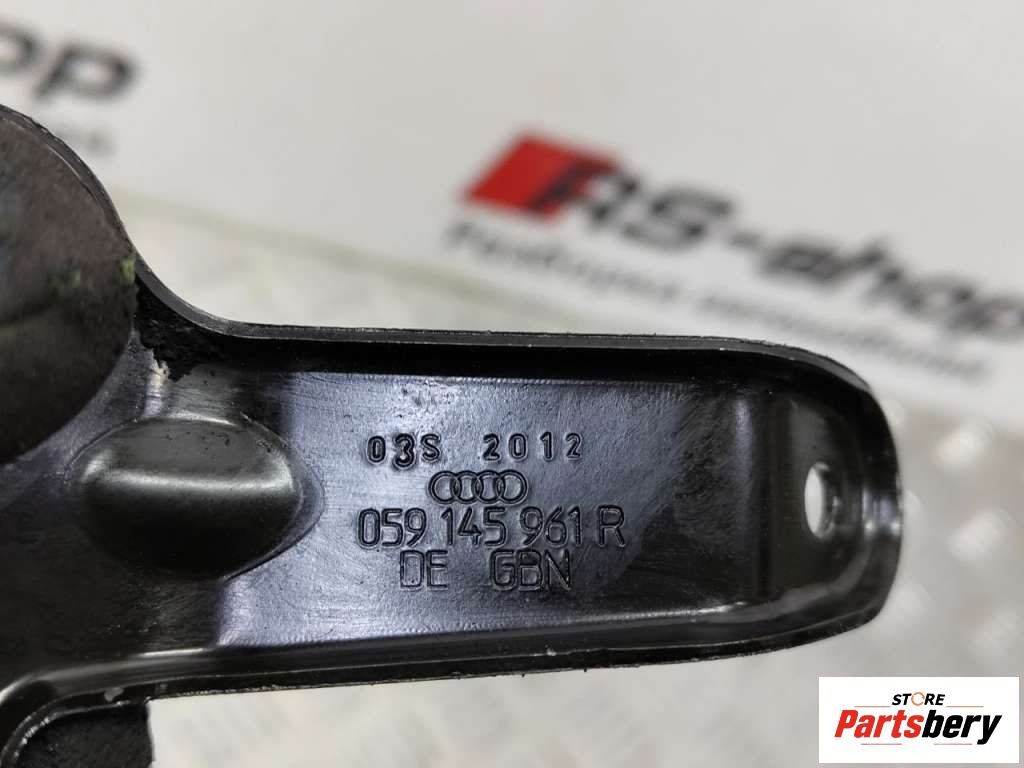 RS-shop
03S 2012
059 145 961 R
DE GBN
STORE
Partsbery